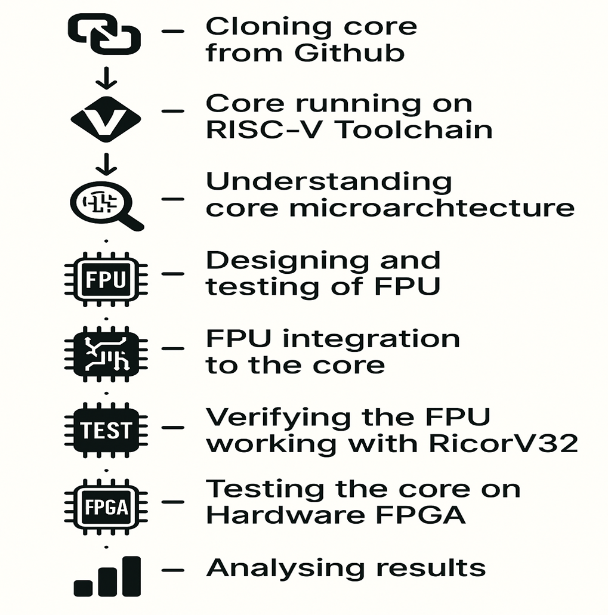 Cloning core
from Github
V
Core running on
RISC-V Toolchain
Understanding
core microarchtecture
FPU
Designing and
testing of FPU
FPU integration
to the core
TEST
Verifying the FPU
working with RicorV32
FPGA
Testing the core on
Hardware FPGA
Analysing results